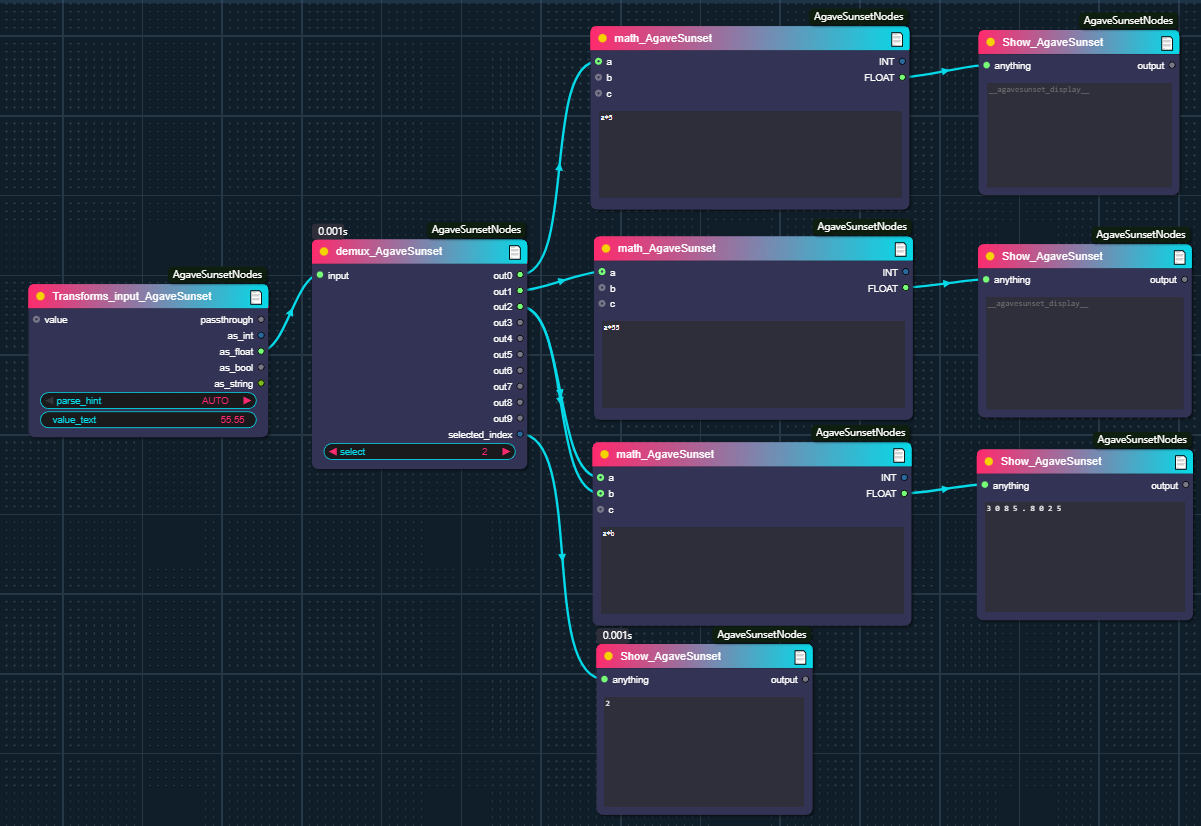 AgaveSunsetNodes
Transforms_input_AgaveSunset
value
passthrough
as_int
as_float
as_bool
as_string
parse_hint AUTO
value_text 55.55
0.001s
AgaveSunsetNodes
demux_AgaveSunset
input
out0
out1
out2
out3
out4
out5
out6
out7
out8
out9
selected_index
select 2
AgaveSunsetNodes
math_AgaveSunset
a INT
b FLOAT
c
a*5
AgaveSunsetNodes
Show_AgaveSunset
anything output
__agavesunset_display__
AgaveSunsetNodes
math_AgaveSunset
a INT
b FLOAT
c
a*55
AgaveSunsetNodes
Show_AgaveSunset
anything output
__agavesunset_display__
AgaveSunsetNodes
math_AgaveSunset
a INT
b FLOAT
c
a*b
AgaveSunsetNodes
Show_AgaveSunset
anything output
3085.8025
0.001s
AgaveSunsetNodes
Show_AgaveSunset
anything output
2